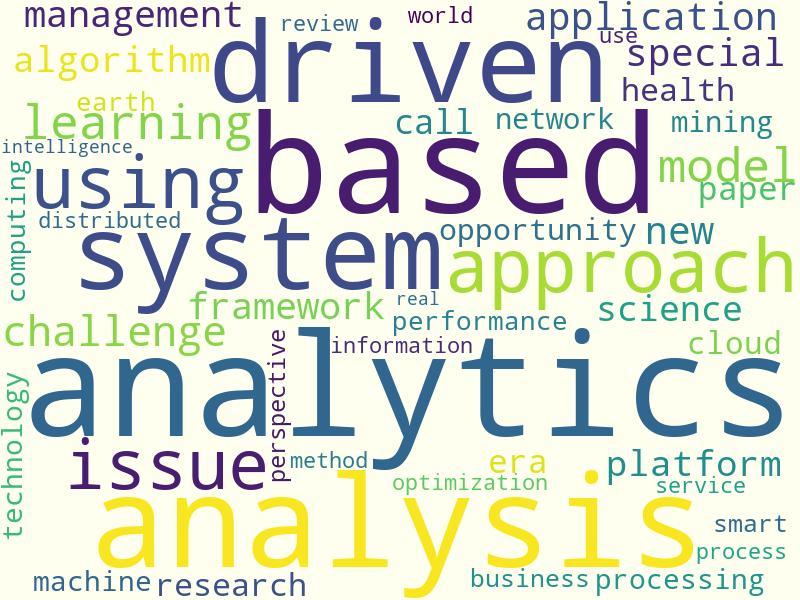 management
review
world
application
driven
use
special
algorithm
health
earth
learning
call
network
mining
based
intelligence
model
using
paper
computing
distributed
system
opportunity
new
approach
framework
real
science
performance
challenge
analytics
information
cloud
perspective
technology
issue
method
era
platform
analysis
optimization
service
smart
process
machine
research
business
processing